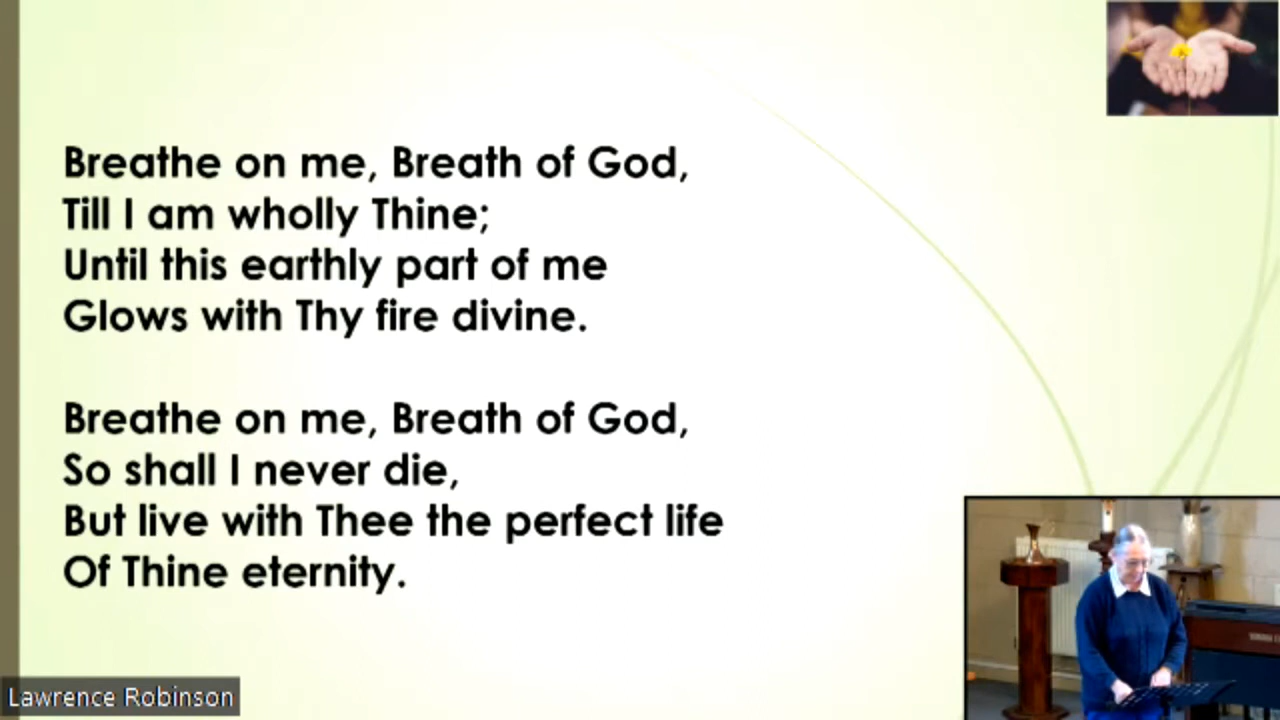 Breathe on me, Breath of God,
Till I am wholly Thine;
Until this earthly part of me
Glows with Thy fire divine.
Breathe on me, Breath of God,
So shall I never die,
But live with Thee the perfect life
Of Thine eternity.
Lawrence Robinson